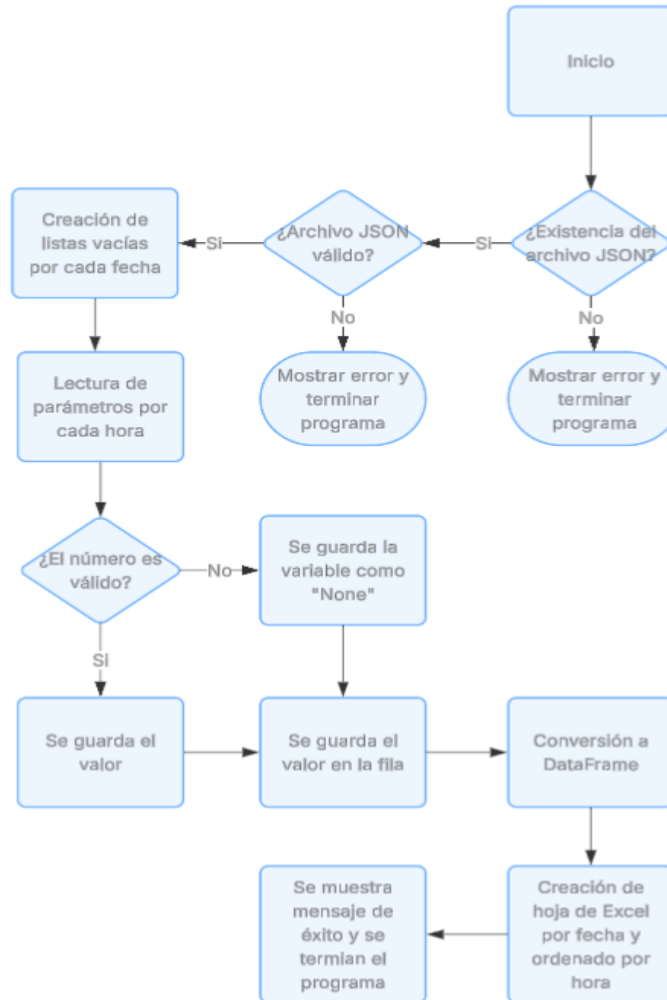 Inicio
¿Existencia del
archivo JSON?
Si
No
Mostrar error y
terminar
programa
¿Archivo JSON
válido?
Si
No
Mostrar error y
terminar
programa
Creación de
listas vacías
por cada fecha
Lectura de
parámetros por
cada hora
¿El número es
válido?
No
Se guarda la
variable como
"None"
Si
Se guarda el
valor
Se guarda el
valor en la fila
Conversión a
DataFrame
Creación de
hoja de Excel
por fecha y
ordenado por
hora
Se muestra
mensaje de
éxito y se
termian el
programa